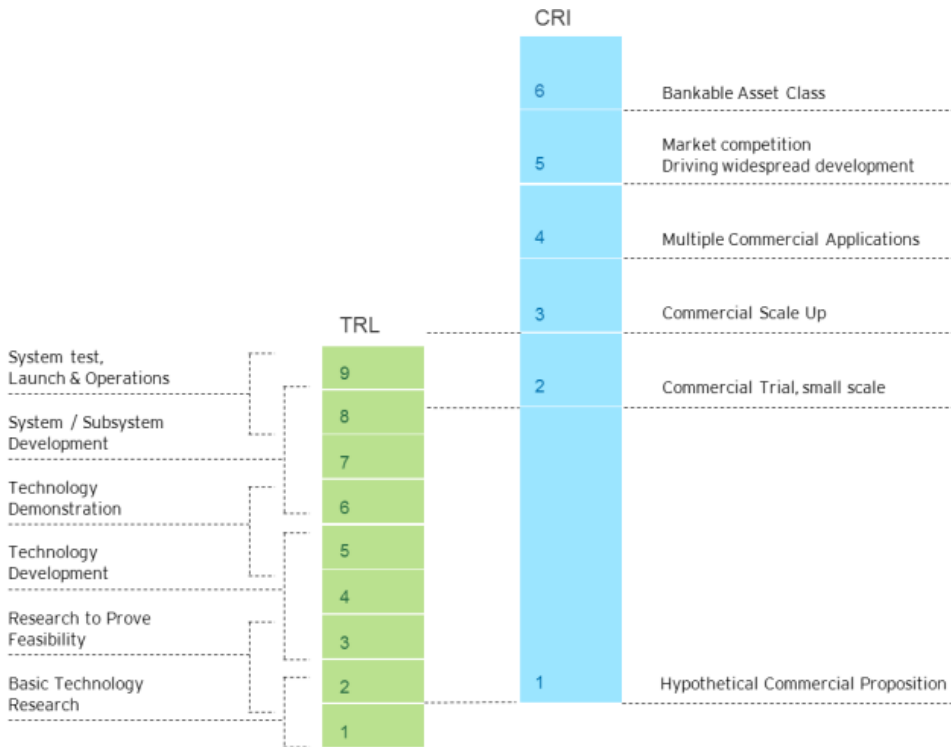 CRI
6
Bankable Asset Class
Market competition
5
Driving widespread development
4
Multiple Commercial Applications
3
Commercial Scale Up
TRL
System test,
Launch & Operations
9
2
Commercial Trial, small scale
8
System / Subsystem
Development
7
Technology
Demonstration
6
Technology
Development
5
4
Research to Prove
Feasibility
3
Basic Technology
Research
2
1
Hypothetical Commercial Proposition
1